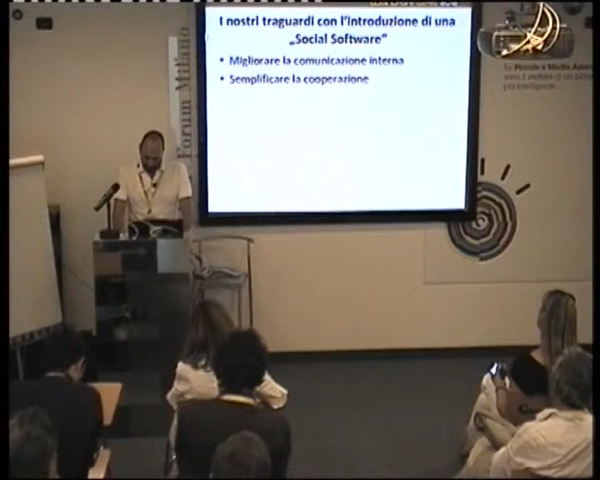 I nostri traguardi con l'introduzione di una
„Social Software"
• Migliorare la comunicazione interna
• Semplificare la cooperazione
Forum Milano